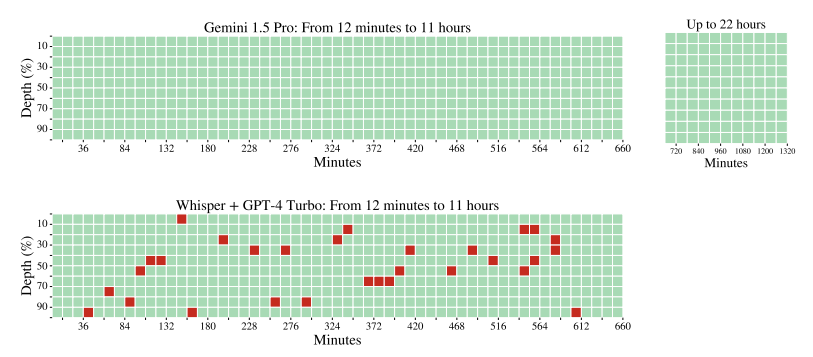 Gemini 1.5 Pro: From 12 minutes to 11 hours
Up to 22 hours
Depth (%)
10
30
50
70
90
36 84 132 180 228 276 324 372 420 468 516 564 612 660
Minutes
720 840 960 1080 1200 1320
Minutes
Whisper + GPT-4 Turbo: From 12 minutes to 11 hours
Depth (%)
10
30
50
70
90
36 84 132 180 228 276 324 372 420 468 516 564 612 660
Minutes